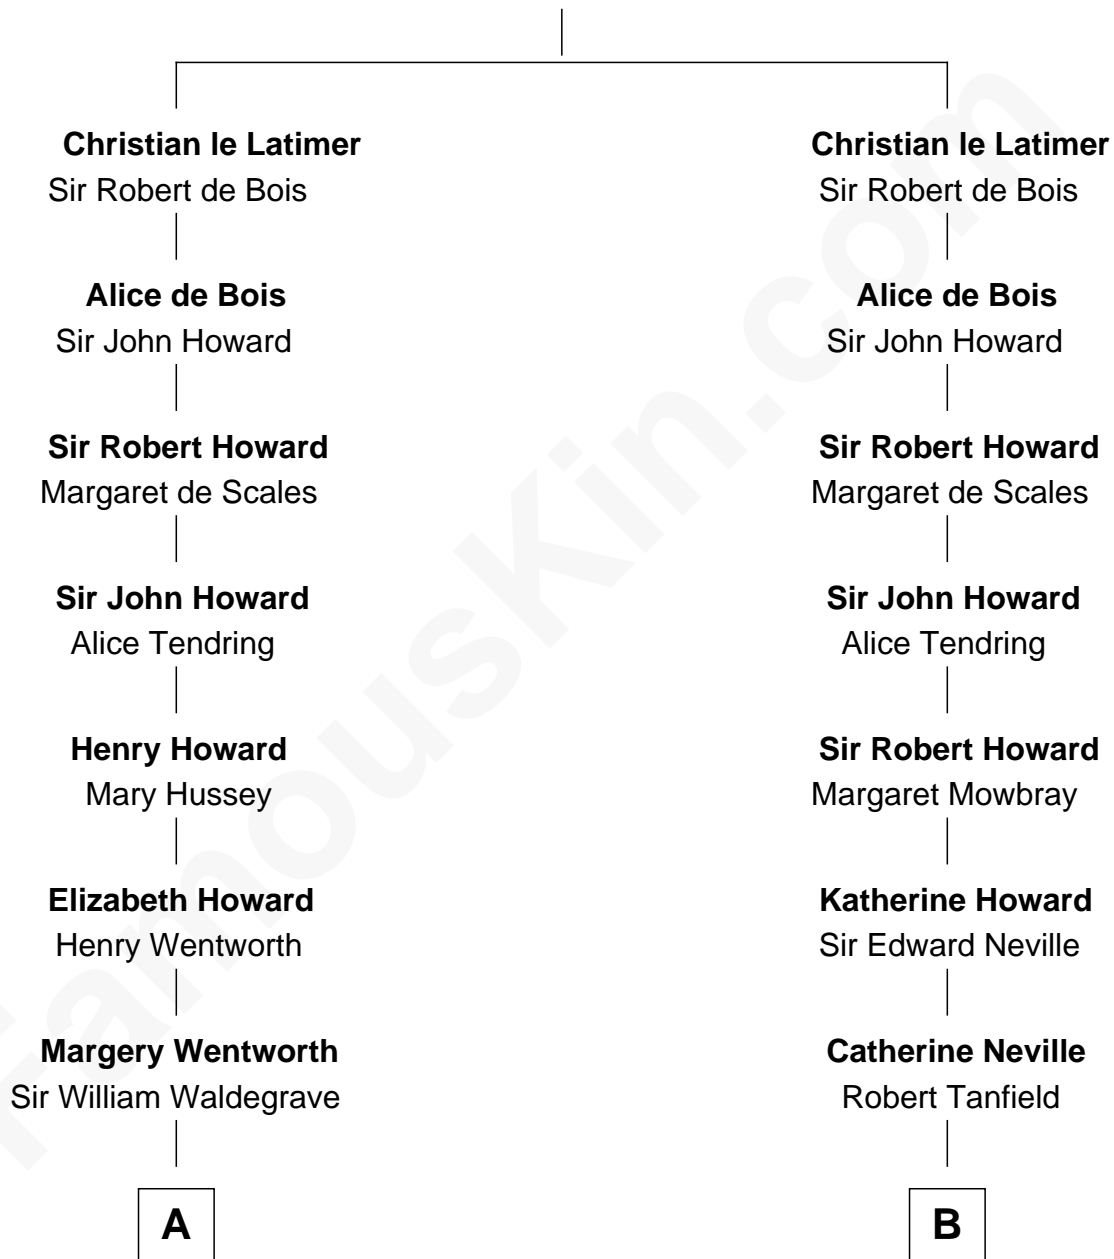 Christian le Latimer
Sir Robert de Bois
Alice de Bois
Sir John Howard
Sir Robert Howard
Margaret de Scales
Sir John Howard
Alice Tendring
Henry Howard
Mary Hussey
Elizabeth Howard
Henry Wentworth
Margery Wentworth
Sir William Waldegrave
A
Christian le Latimer
Sir Robert de Bois
Alice de Bois
Sir John Howard
Sir Robert Howard
Margaret de Scales
Sir John Howard
Alice Tendring
Sir Robert Howard
Margaret Mowbray
Katherine Howard
Sir Edward Neville
Catherine Neville
Robert Tanfield
B
FamousKin.com